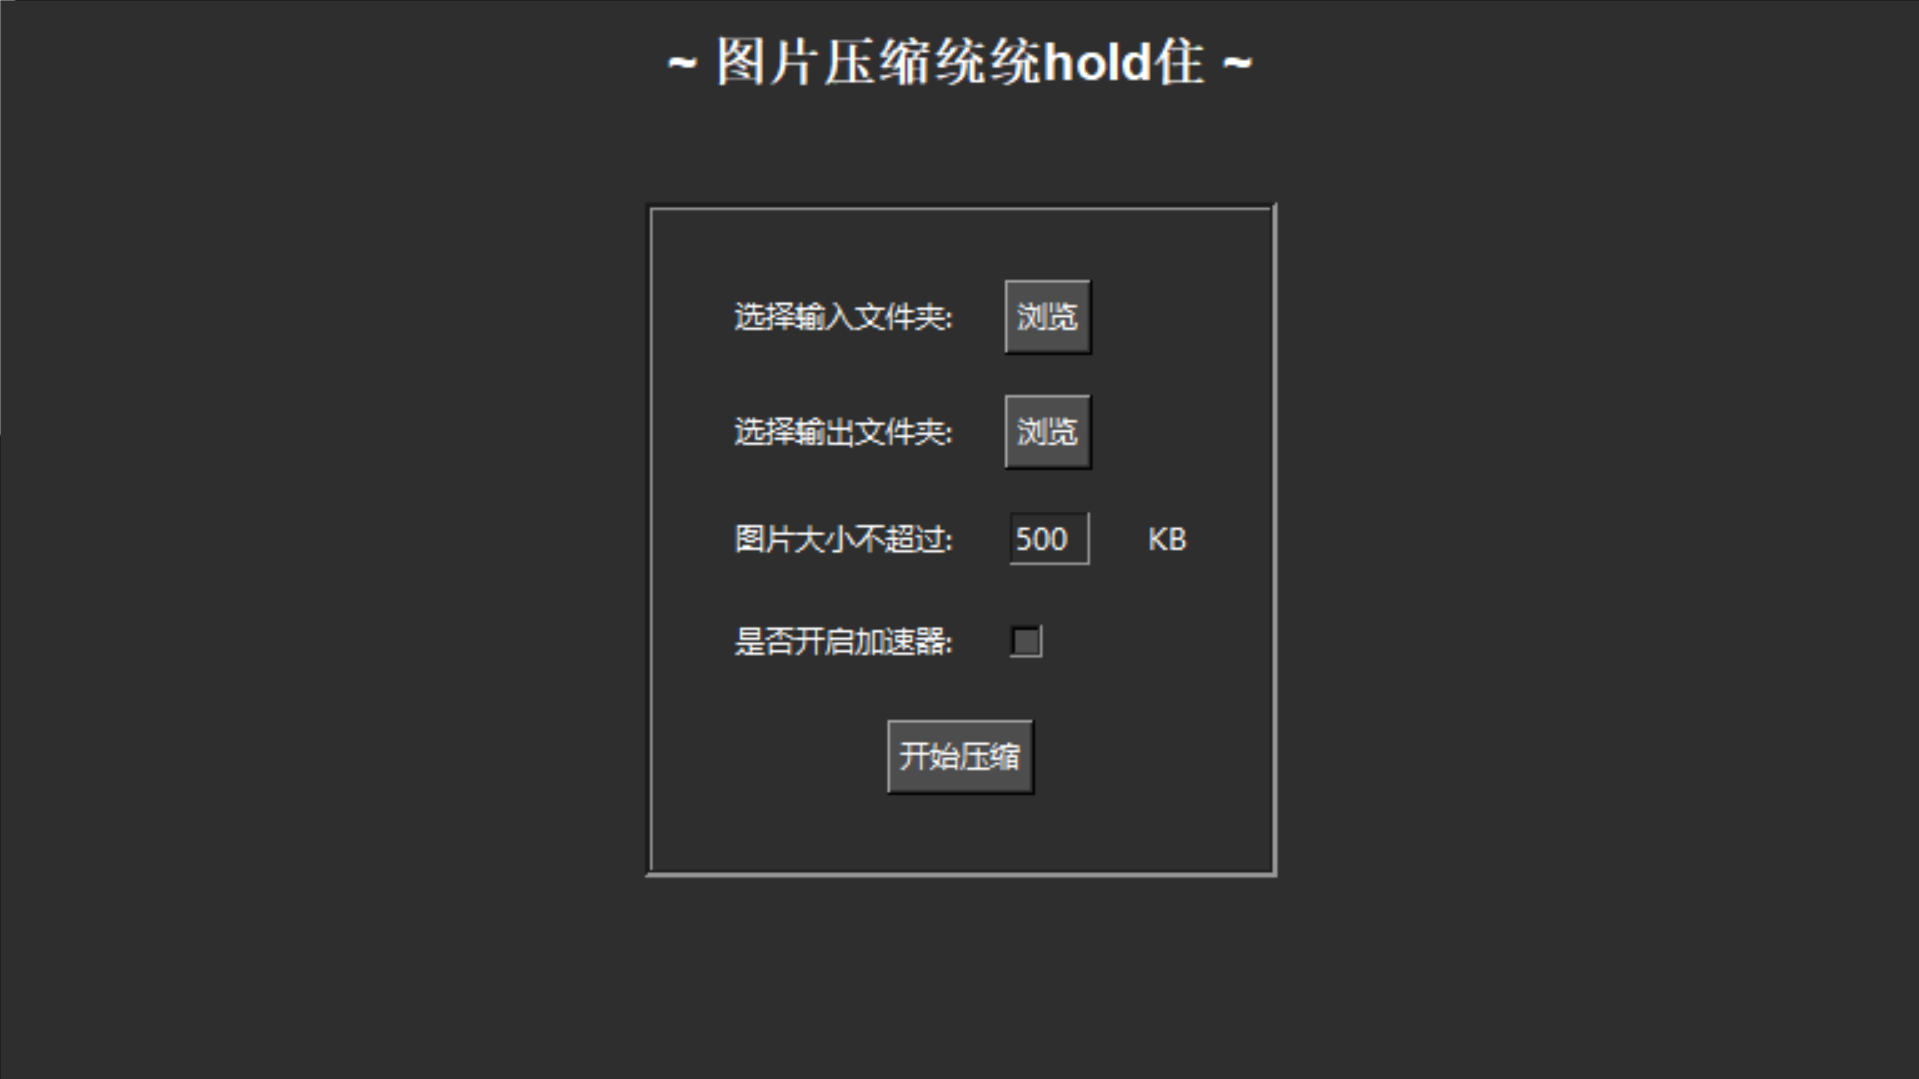 ~ 图片压缩统统hold住 ~
选择输入文件夹: 浏览
选择输出文件夹: 浏览
图片大小不超过: 500 KB
是否开启加速器:
开始压缩